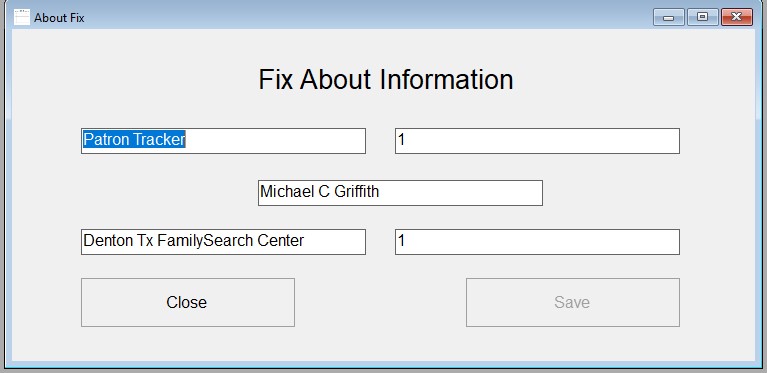 About Fix
Fix About Information
Patron Tracker 1
Michael C Griffith
Denton Tx FamilySearch Center 1
Close Save